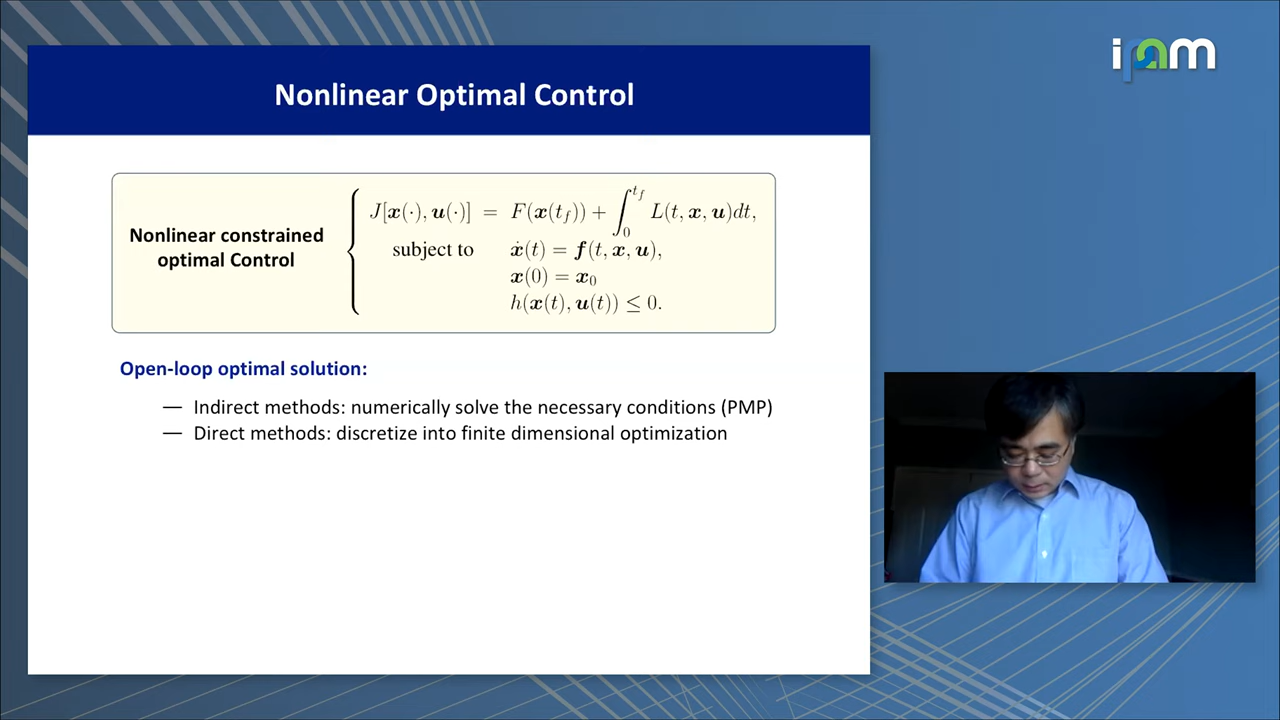 ipam
Nonlinear Optimal Control
Nonlinear constrained
optimal Control
J[x(·), u(·)] = F(x(t_f)) + ∫_0^{t_f} L(t, x, u)dt,
subject to ẋ(t) = f(t, x, u),
x(0) = x_0
h(x(t), u(t)) ≤ 0.
Open-loop optimal solution:
— Indirect methods: numerically solve the necessary conditions (PMP)
— Direct methods: discretize into finite dimensional optimization